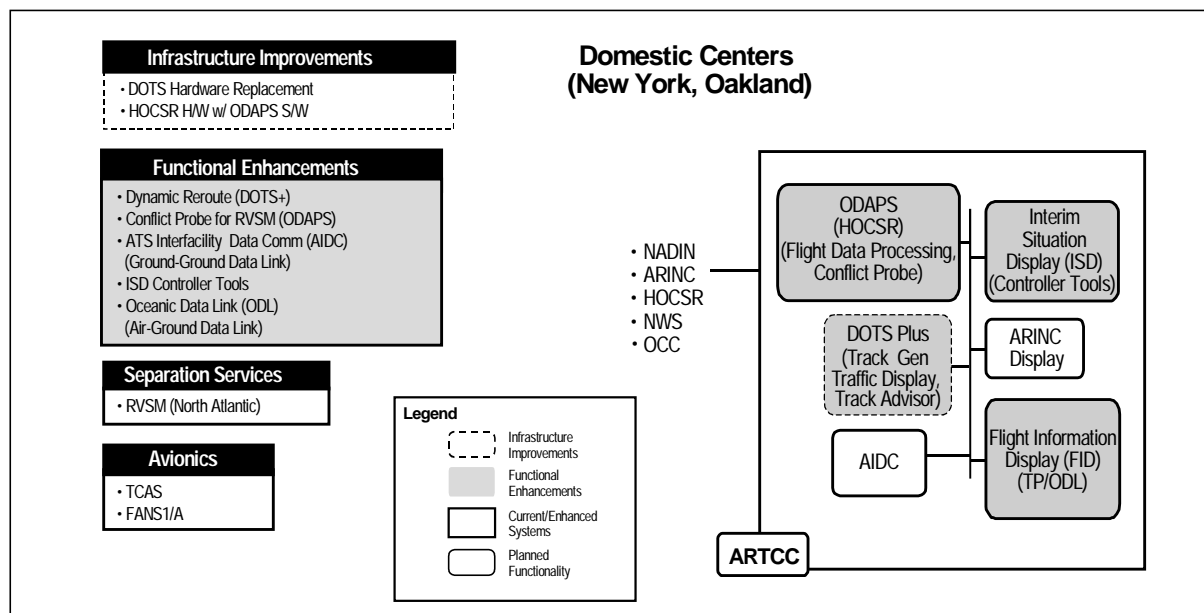 Infrastructure Improvements
• DOTS Hardware Replacement
• HOCSR H/W w/ ODAPS S/W
Functional Enhancements
• Dynamic Reroute (DOTS+)
• Conflict Probe for RVSM (ODAPS)
• ATS Interfacility Data Comm (AIDC)
(Ground-Ground Data Link)
• ISD Controller Tools
• Oceanic Data Link (ODL)
(Air-Ground Data Link)
Separation Services
• RVSM (North Atlantic)
Avionics
• TCAS
• FANS1/A
Legend
Infrastructure
Improvements
Functional
Enhancements
Current/Enhanced
Systems
Planned
Functionality
Domestic Centers
(New York, Oakland)
• NADIN
• ARINC
• HOCSR
• NWS
• OCC
ODAPS
(HOCSR)
(Flight Data Processing,
Conflict Probe)
Interim
Situation
Display (ISD)
(Controller Tools)
DOTS Plus
(Track Gen
Traffic Display,
Track Advisor)
ARINC
Display
AIDC
Flight Information
Display (FID)
(TP/ODL)
ARTCC